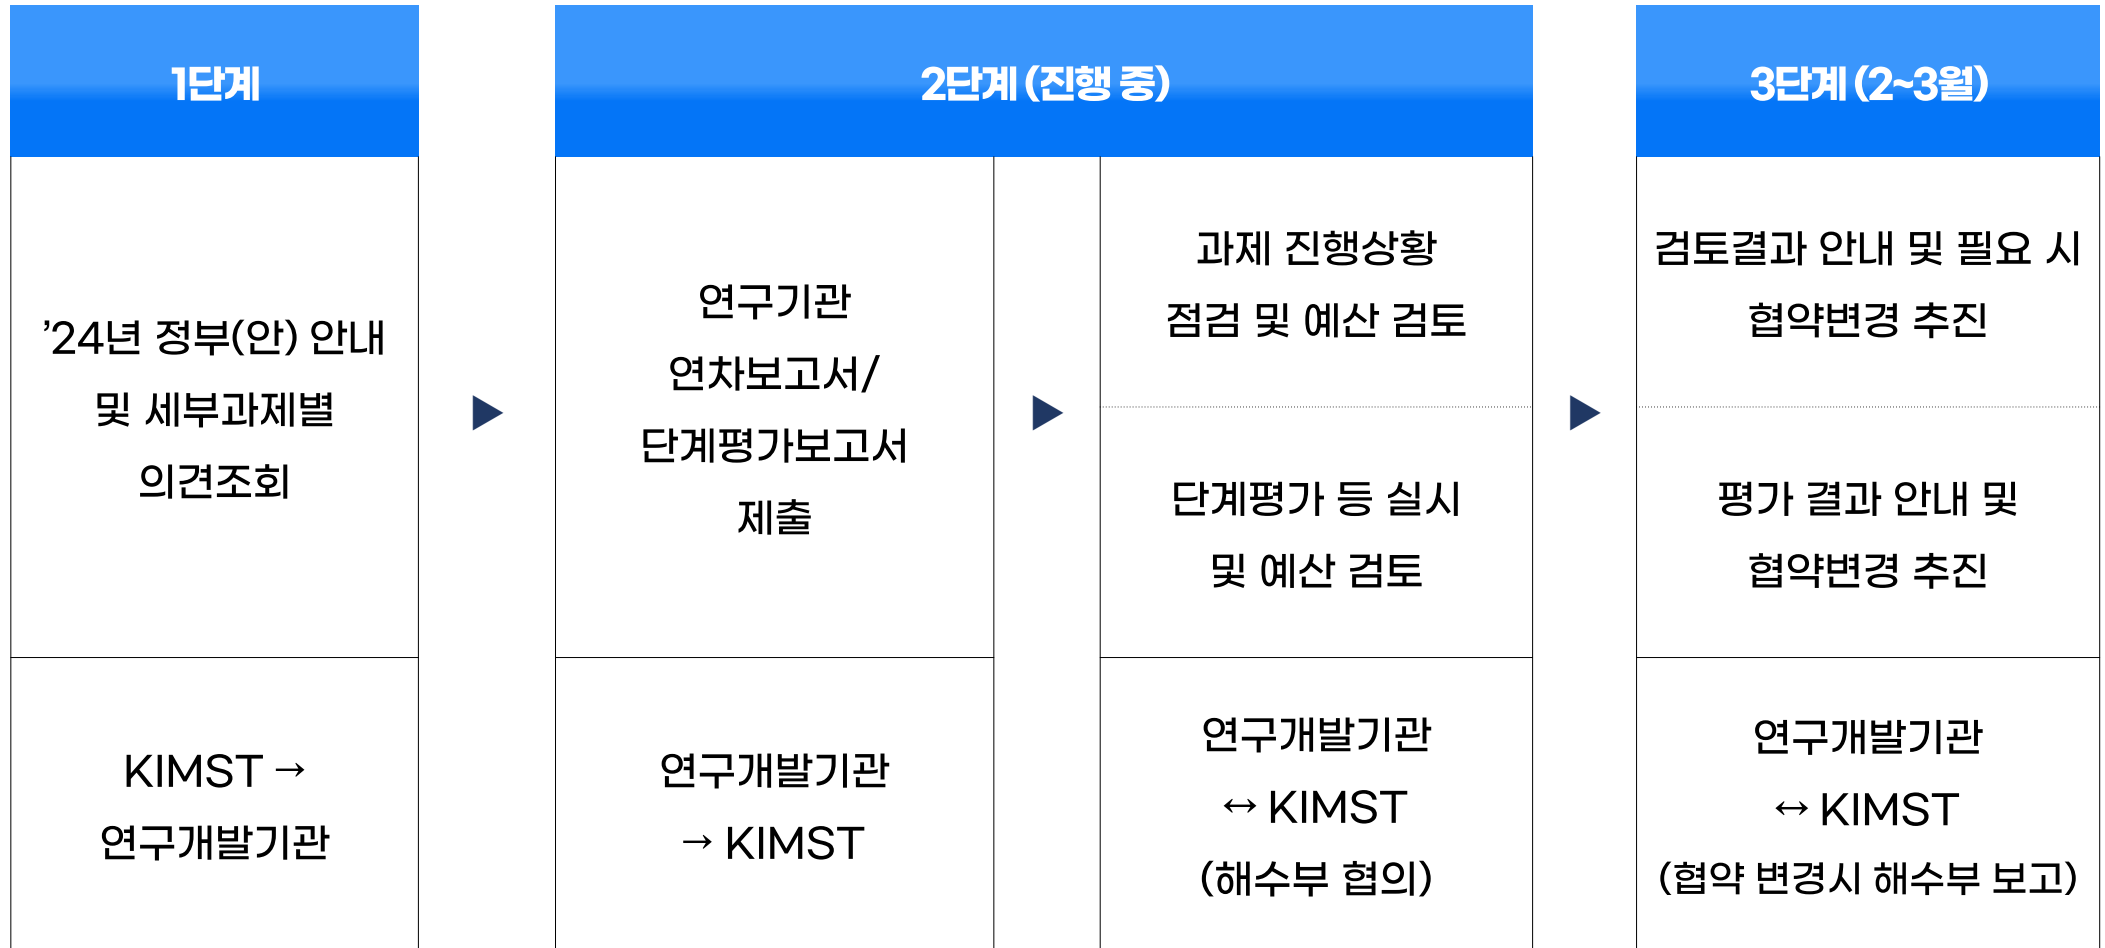 1단계
’24년 정부(안) 안내
및 세부과제별
의견조회
KIMST →
연구개발기관
2단계 (진행 중)
연구기관
연차보고서/
단계평가보고서
제출
연구개발기관
→ KIMST
과제 진행상황
점검 및 예산 검토
단계평가 등 실시
및 예산 검토
연구개발기관
↔ KIMST
(해수부 협의)
3단계 (2~3월)
검토결과 안내 및 필요 시
협약변경 추진
평가 결과 안내 및
협약변경 추진
연구개발기관
↔ KIMST
(협약 변경시 해수부 보고)